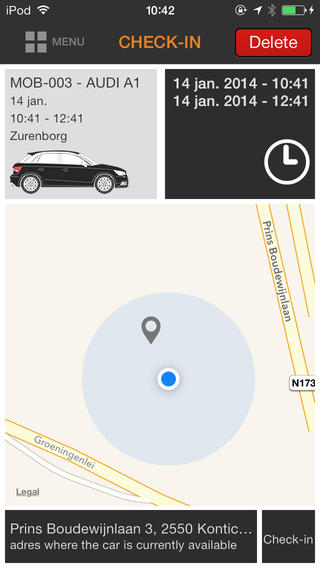 iPod 10:42
MENU CHECK-IN Delete
MOB-003 - AUDI A1
14 jan.
10:41 - 12:41
Zurenborg
14 jan. 2014 - 10:41
14 jan. 2014 - 12:41
Prins Boudewijnlaan
N173
Groeningenlei
Legal
Prins Boudewijnlaan 3, 2550 Kontic…
adres where the car is currently available
Check-in